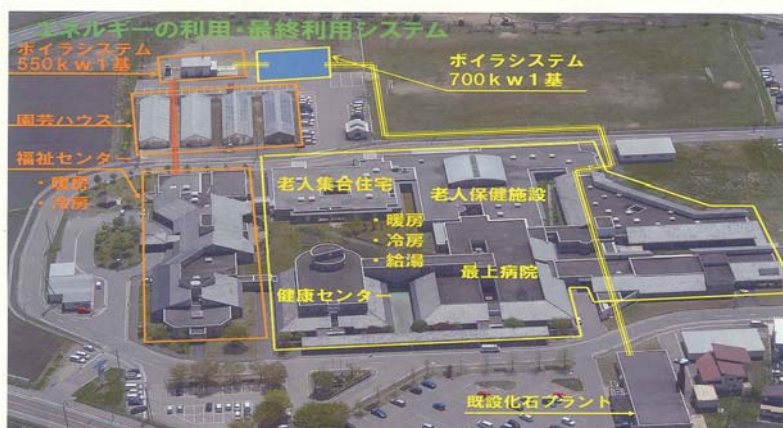 エネルギーの利用・最終利用システム
ボイラシステム
550kw1基
ボイラシステム
700kw1基
園芸ハウス
福祉センター
・暖房
・冷房
老人集合住宅
老人保健施設
・暖房
・冷房
・給湯
最上病院
健康センター
既設化石プラント